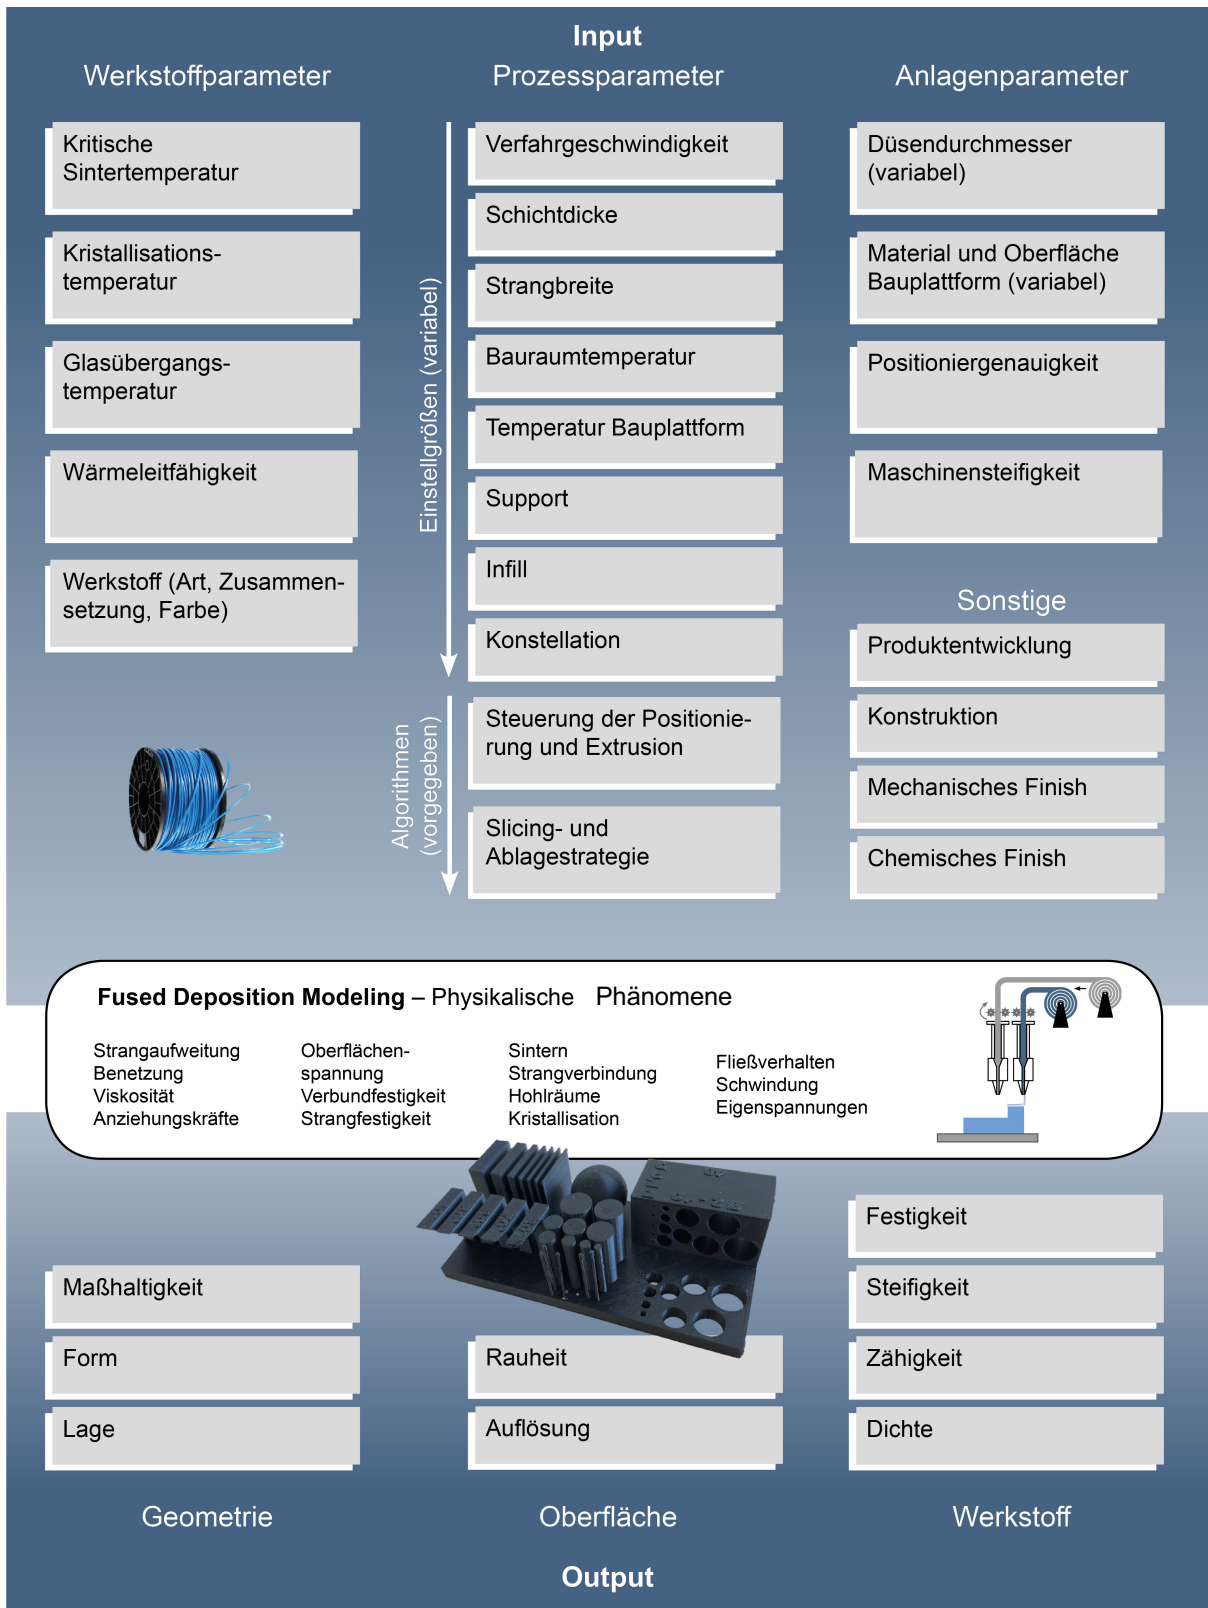 Input
Werkstoffparameter
Kritische
Sintertemperatur
Kristallisations-
temperatur
Glasübergangs-
temperatur
Wärmeleitfähigkeit
Werkstoff (Art, Zusammen-
setzung, Farbe)
Prozessparameter
Einstellgrößen (variabel)
Verfahrgeschwindigkeit
Schichtdicke
Strangbreite
Bauraumtemperatur
Temperatur Bauplattform
Support
Infill
Konstellation
Algorithmen
(vorgegeben)
Steuerung der Positionie-
rung und Extrusion
Slicing- und
Ablagestrategie
Anlagenparameter
Düsendurchmesser
(variabel)
Material und Oberfläche
Bauplattform (variabel)
Positioniergenauigkeit
Maschinensteifigkeit
Sonstige
Produktentwicklung
Konstruktion
Mechanisches Finish
Chemisches Finish
Fused Deposition Modeling – Physikalische Phänomene
Strangaufweitung
Benetzung
Viskosität
Anziehungskräfte
Oberflächen-
spannung
Verbundfestigkeit
Strangfestigkeit
Sintern
Strangverbindung
Hohlräume
Kristallisation
Fließverhalten
Schwindung
Eigenspannungen
Maßhaltigkeit
Form
Lage
Geometrie
Rauheit
Auflösung
Oberfläche
Festigkeit
Steifigkeit
Zähigkeit
Dichte
Werkstoff
Output